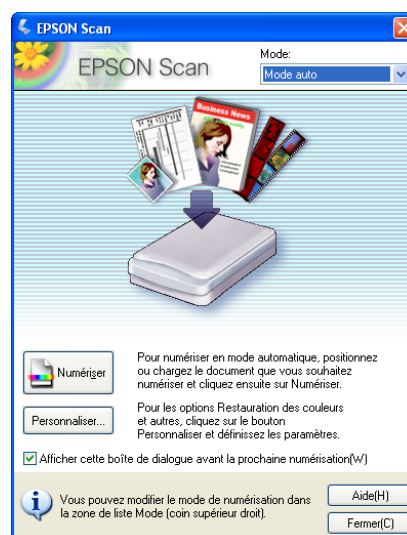 EPSON Scan
EPSON Scan
Mode:
Mode auto
Business News
Numériser
Pour numériser en mode automatique, positionnez
ou chargez le document que vous souhaitez
numériser et cliquez ensuite sur Numériser.
Personnaliser...
Pour les options Restauration des couleurs
et autres, cliquez sur le bouton
Personnaliser et définissez les paramètres.
Afficher cette boîte de dialogue avant la prochaine numérisation(W)
Vous pouvez modifier le mode de numérisation dans
la zone de liste Mode (coin supérieur droit).
Aide(H)
Fermer(C)